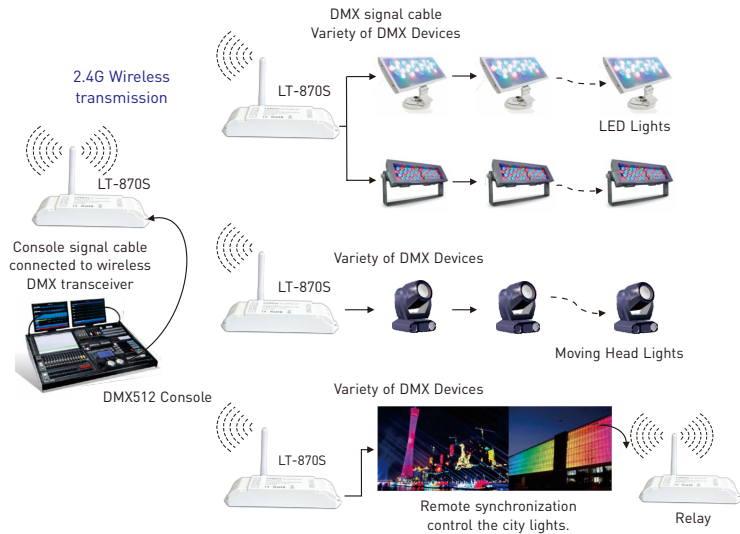 DMX signal cable
Variety of DMX Devices
2.4G Wireless
transmission
LT-870S
LED Lights
LT-870S
Console signal cable
connected to wireless
DMX transceiver
Variety of DMX Devices
LT-870S
Moving Head Lights
DMX512 Console
Variety of DMX Devices
LT-870S
Remote synchronization
control the city lights.
Relay